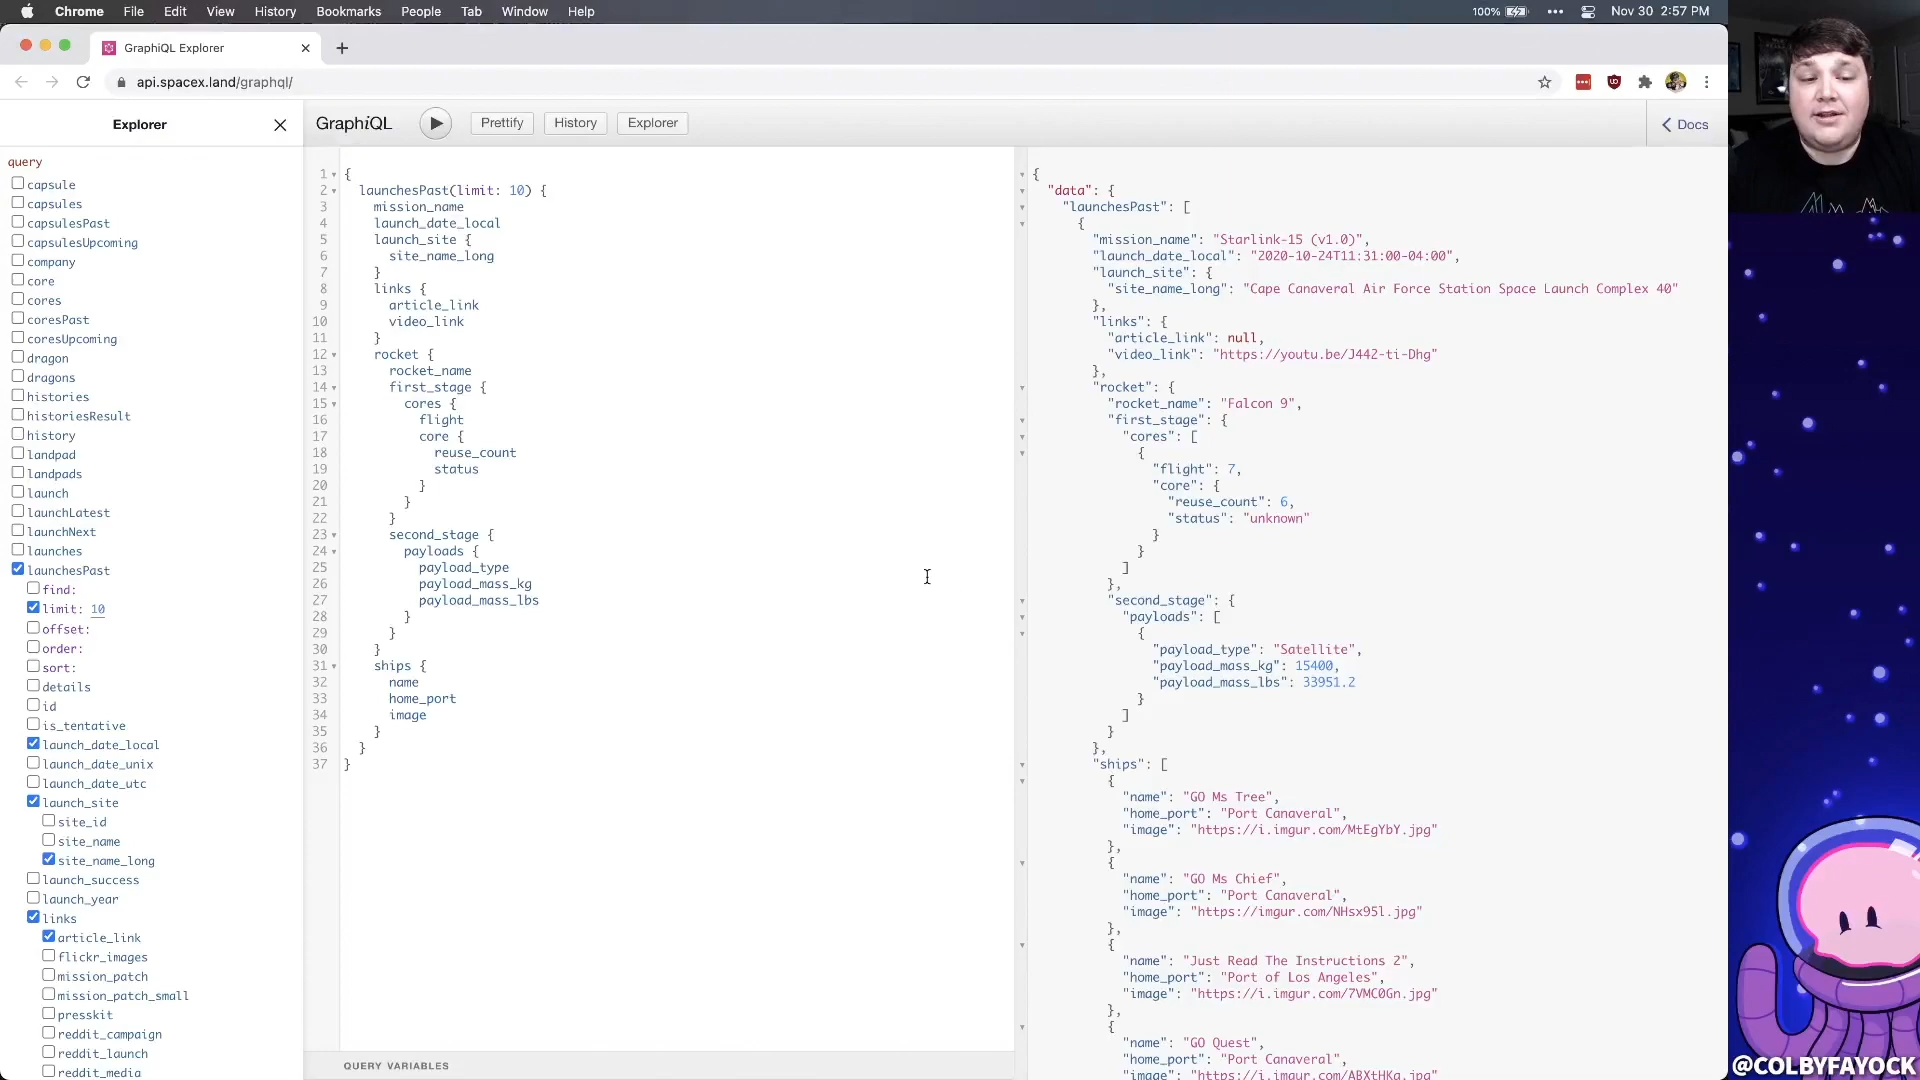 Chrome File Edit View History Bookmarks People Tab Window Help
100% Nov 30 2:57 PM
GraphiQL Explorer
api.spacex.land/graphql/
Explorer
query
capsule
capsules
capsulesPast
capsulesUpcoming
company
core
cores
coresPast
coresUpcoming
dragon
dragons
histories
historiesResult
history
landpad
landpads
launch
launchLatest
launchNext
launches
launchesPast
find:
limit: 10
offset:
order:
sort:
details
id
is_tentative
launch_date_local
launch_date_unix
launch_date_utc
launch_site
site_id
site_name
site_name_long
launch_success
launch_year
links
article_link
flickr_images
mission_patch
mission_patch_small
presskit
reddit_campaign
reddit_launch
reddit_media
GraphiQL
Prettify
History
Explorer
Docs
1 {
2 launchesPast(limit: 10) {
3 mission_name
4 launch_date_local
5 launch_site {
6 site_name_long
7 }
8 links {
9 article_link
10 video_link
11 }
12 rocket {
13 rocket_name
14 first_stage {
15 cores {
16 flight
17 core {
18 reuse_count
19 status
20 }
21 }
22 }
23 second_stage {
24 payloads {
25 payload_type
26 payload_mass_kg
27 payload_mass_lbs
28 }
29 }
30 }
31 ships {
32 name
33 home_port
34 image
35 }
36 }
37 }
QUERY VARIABLES
{
"data": {
"launchesPast": [
{
"mission_name": "Starlink-15 (v1.0)",
"launch_date_local": "2020-10-24T11:31:00-04:00",
"launch_site": {
"site_name_long": "Cape Canaveral Air Force Station Space Launch Complex 40"
},
"links": {
"article_link": null,
"video_link": "https://youtu.be/J442-ti-Dhg"
},
"rocket": {
"rocket_name": "Falcon 9",
"first_stage": {
"cores": [
{
"flight": 7,
"core": {
"reuse_count": 6,
"status": "unknown"
}
}
]
},
"second_stage": {
"payloads": [
{
"payload_type": "Satellite",
"payload_mass_kg": 15400,
"payload_mass_lbs": 33951.2
}
]
}
},
"ships": [
{
"name": "GO Ms Tree",
"home_port": "Port Canaveral",
"image": "https://i.imgur.com/MtEgYbY.jpg"
},
{
"name": "GO Ms Chief",
"home_port": "Port Canaveral",
"image": "https://imgur.com/NHsx95l.jpg"
},
{
"name": "Just Read The Instructions 2",
"home_port": "Port of Los Angeles",
"image": "https://i.imgur.com/7VMC0Gn.jpg"
},
{
"name": "GO Quest",
"home_port": "Port Canaveral",
"image": "https://i.imgur.com/ABXtHKa.jpg"
@COLBYFAYOCK